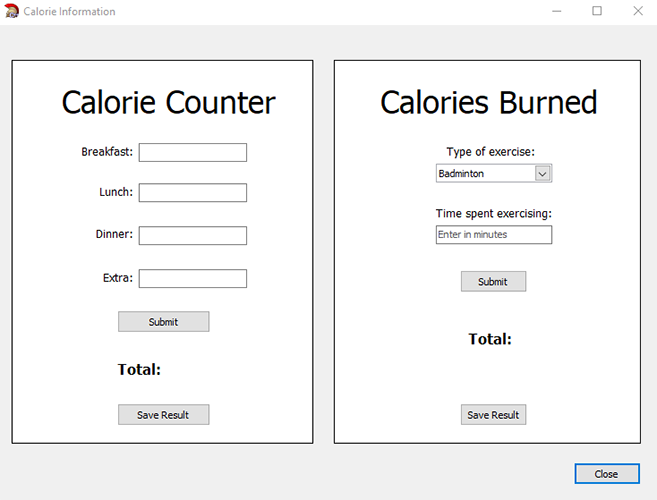 Calorie Information
Calorie Counter
Breakfast:
Lunch:
Dinner:
Extra:
Submit
Total:
Save Result
Calories Burned
Type of exercise:
Badminton
Time spent exercising:
Enter in minutes
Submit
Total:
Save Result
Close